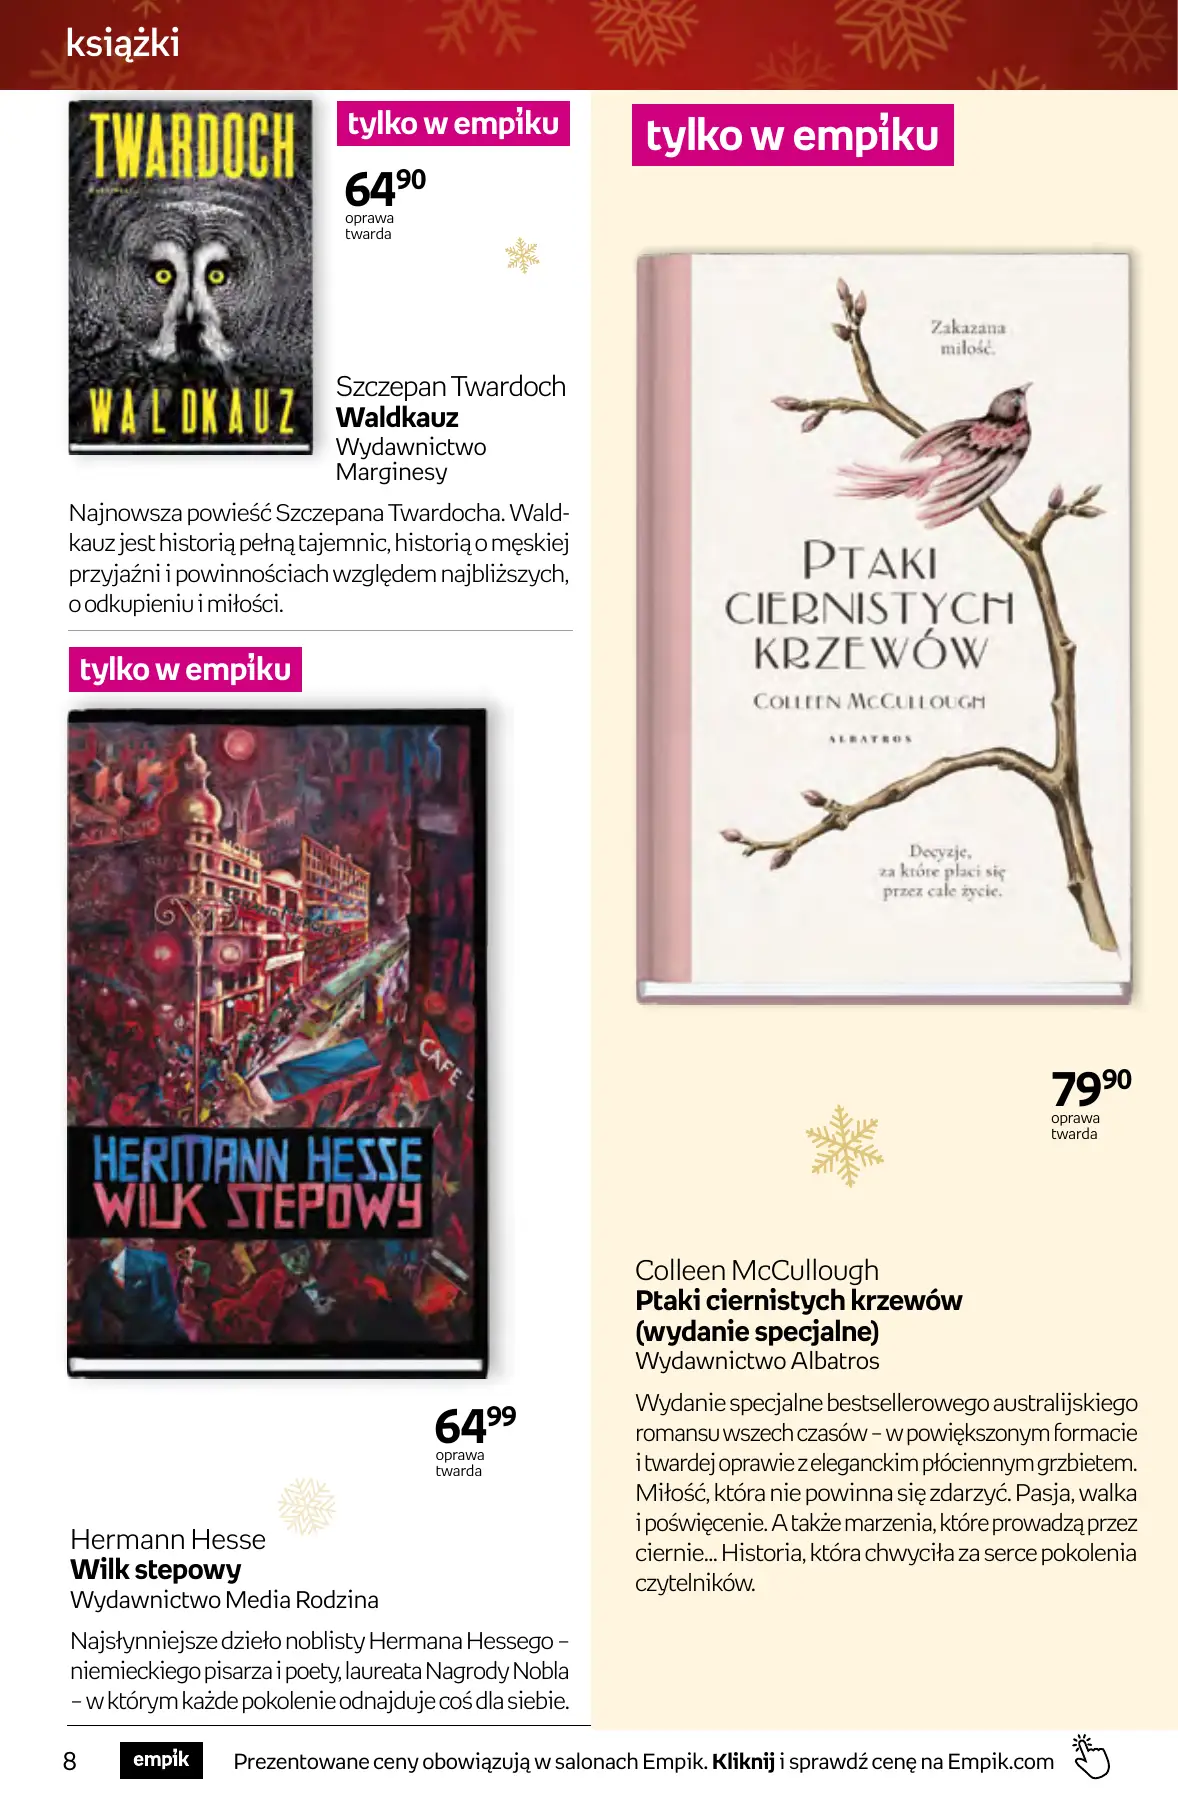 książki
TWARDOCH
WALDKAUZ
tylko w empiku
64⁹⁰
oprawa
twarda
Szczepan Twardoch
Waldkauz
Wydawnictwo
Marginesy
Najnowsza powieść Szczepana Twardocha. Wald-
kauz jest historią pełną tajemnic, historią o męskiej
przyjaźni i powinnościach względem najbliższych,
o odkupieniu i miłości.
tylko w empiku
CAFE
HERMANN HESSE
WILK STEPOWY
64⁹⁹
oprawa
twarda
Hermann Hesse
Wilk stepowy
Wydawnictwo Media Rodzina
Najsłynniejsze dzieło noblisty Hermana Hessego –
niemieckiego pisarza i poety, laureata Nagrody Nobla
– w którym każde pokolenie odnajduje coś dla siebie.
tylko w empiku
Zakazana
miłość.
PTAKI
CIERNISTYCH
KRZEWÓW
COLLEEN MCCULLOUGH
ALBATROS
Decyzje,
za które płaci się
przez całe życie.
79⁹⁰
oprawa
twarda
Colleen McCullough
Ptaki ciernistych krzewów
(wydanie specjalne)
Wydawnictwo Albatros
Wydanie specjalne bestsellerowego australijskiego
romansu wszech czasów – w powiększonym formacie
i twardej oprawie z eleganckim płóciennym grzbietem.
Miłość, która nie powinna się zdarzyć. Pasja, walka
i poświęcenie. A także marzenia, które prowadzą przez
ciernie... Historia, która chwyciła za serce pokolenia
czytelników.
8
empik
Prezentowane ceny obowiązują w salonach Empik. Kliknij i sprawdź cenę na Empik.com